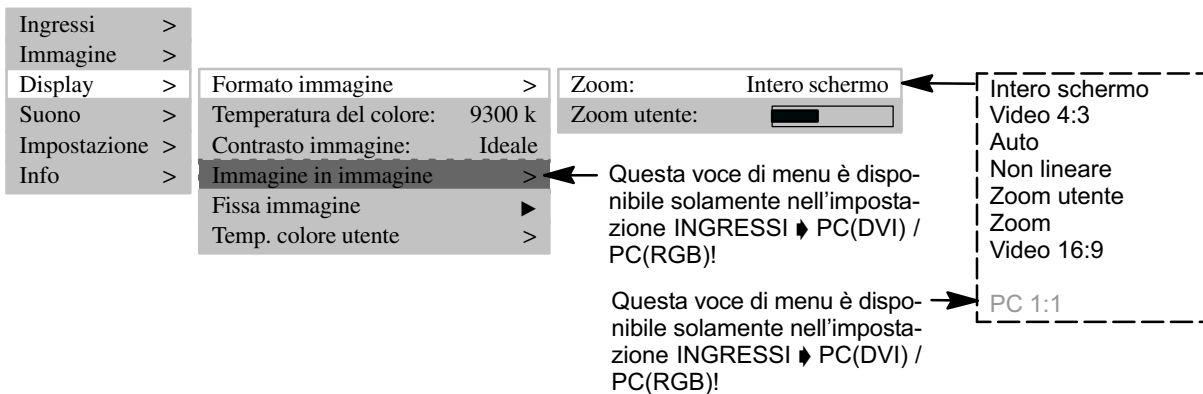 Ingressi >
Immagine >
Display >
Suono >
Impostazione >
Info >
Formato immagine >
Temperatura del colore: 9300 k
Contrasto immagine: Ideale
Immagine in immagine >
Fissa immagine ▶
Temp. colore utente >
Zoom: Intero schermo
Zoom utente:
Questa voce di menu è dispo-
nibile solamente nell'imposta-
zione INGRESSI ➧ PC(DVI) /
PC(RGB)!
Questa voce di menu è dispo-
nibile solamente nell'imposta-
zione INGRESSI ➧ PC(DVI) /
PC(RGB)!
Intero schermo
Video 4:3
Auto
Non lineare
Zoom utente
Zoom
Video 16:9
PC 1:1